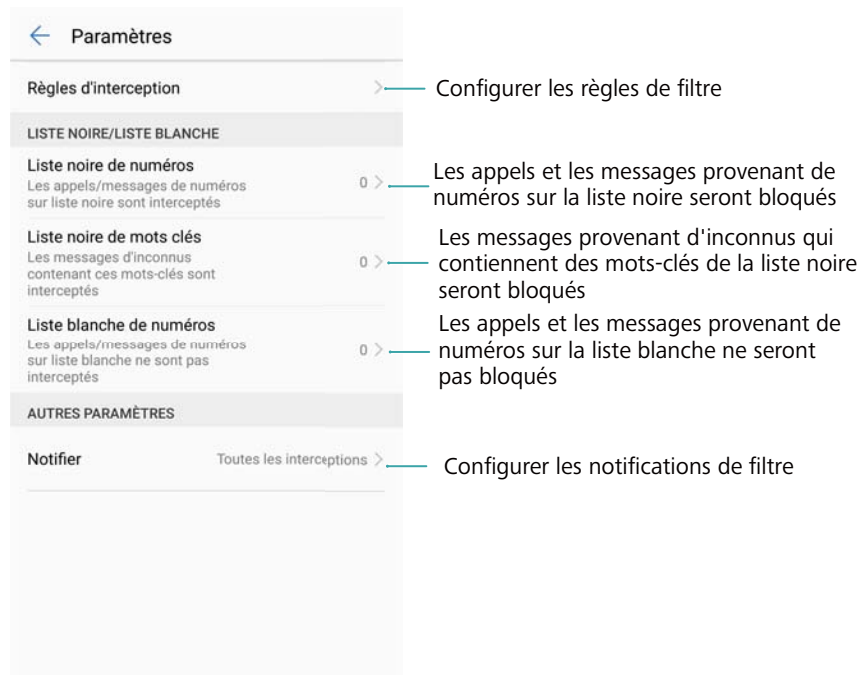 Paramètres
Règles d'interception
Configurer les règles de filtre
LISTE NOIRE/LISTE BLANCHE
Liste noire de numéros
Les appels/messages de numéros
sur liste noire sont interceptés
0
Les appels et les messages provenant de
numéros sur la liste noire seront bloqués
Liste noire de mots clés
Les messages d'inconnus
contenant ces mots-clés sont
interceptés
0
Les messages provenant d'inconnus qui
contiennent des mots-clés de la liste noire
seront bloqués
Liste blanche de numéros
Les appels/messages de numéros
sur liste blanche ne sont pas
interceptés
0
Les appels et les messages provenant de
numéros sur la liste blanche ne seront
pas bloqués
AUTRES PARAMÈTRES
Notifier
Toutes les interceptions
Configurer les notifications de filtre